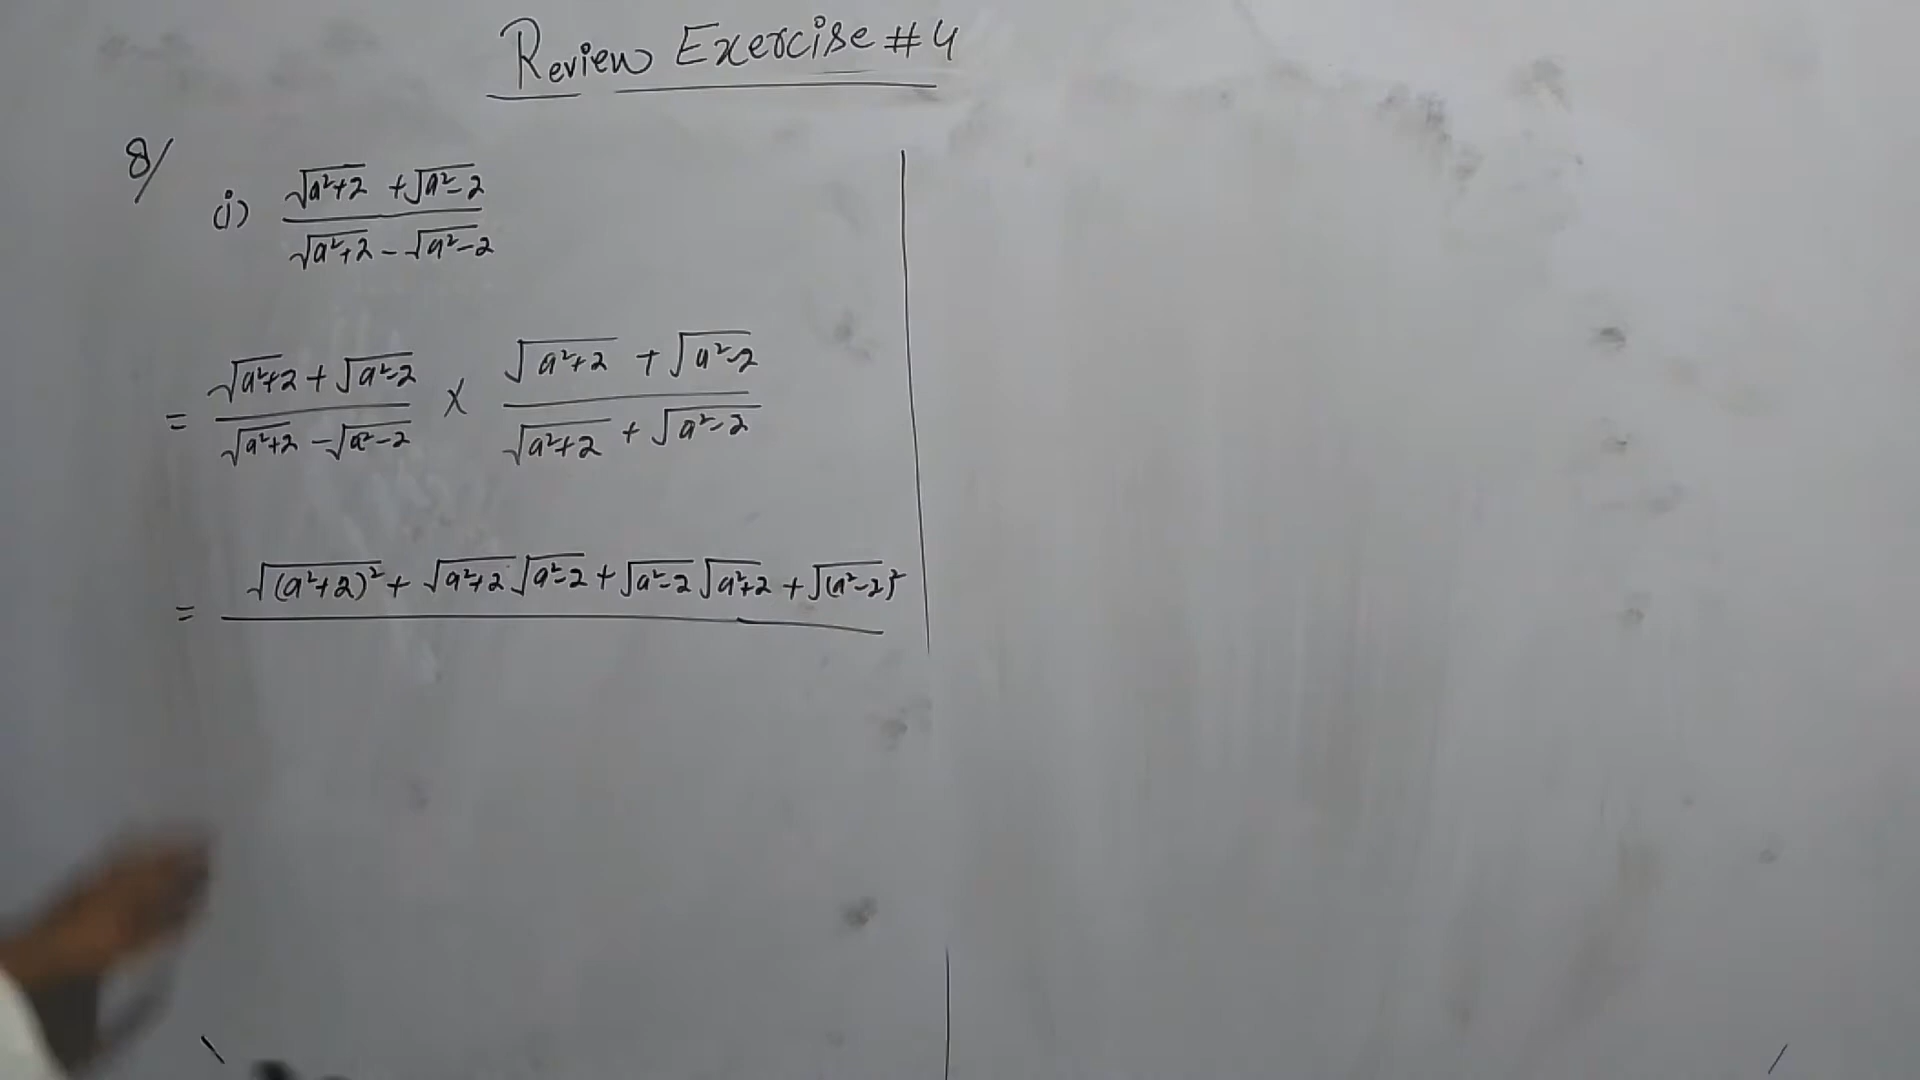 Review Exercise #4
8/
(i) √(a²+2) + √(a²-2)
√(a²+2) - √(a²-2)
= √(a²+2) + √(a²-2) / √(a²+2) - √(a²-2) × √(a²+2) + √(a²-2) / √(a²+2) + √(a²-2)
= √(a²+2)² + √(a²+2) √(a²-2) + √(a²-2) √(a²+2) + √(a²-2)²